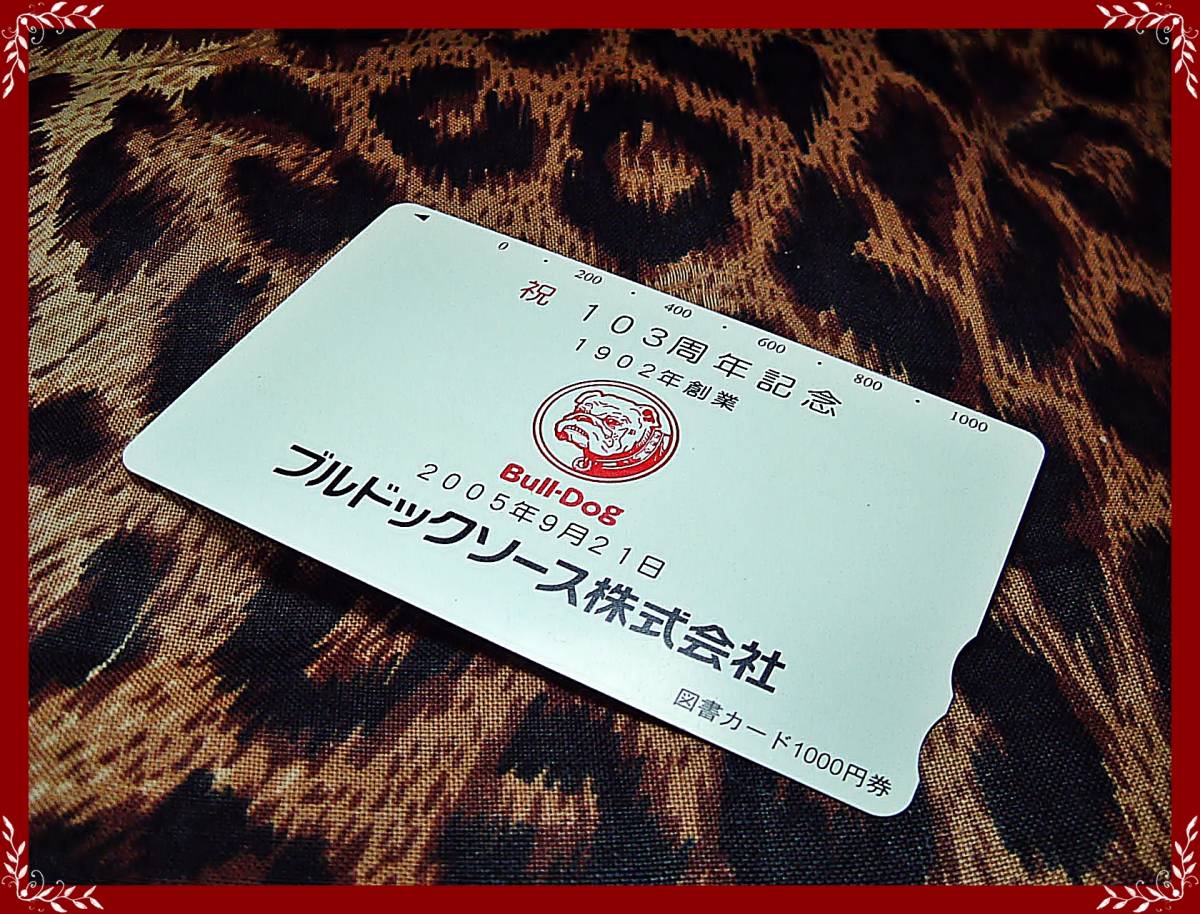 0 ・ 200 ・ 400 ・ 600 ・ 800 ・ 1000
祝 103周年記念
1902年創業
Bull-Dog
2005年9月21日
ブルドックソース株式会社
図書カード1000円券